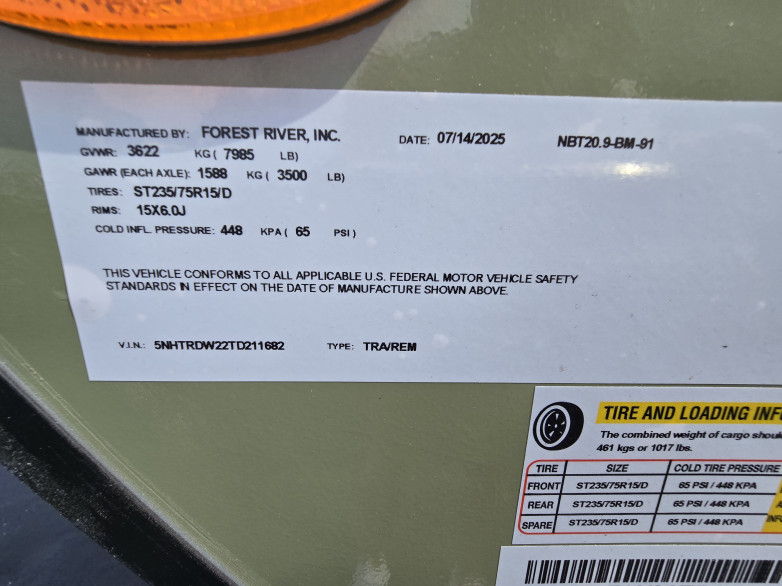 MANUFACTURED BY: FOREST RIVER, INC. DATE: 07/14/2025 NBT20.9-BM-91
GVWR: 3622 KG ( 7985 LB)
GAWR (EACH AXLE): 1588 KG ( 3500 LB)
TIRES: ST235/75R15/D
RIMS: 15X6.0J
COLD INFL. PRESSURE: 448 KPA ( 65 PSI )
THIS VEHICLE CONFORMS TO ALL APPLICABLE U.S. FEDERAL MOTOR VEHICLE SAFETY
STANDARDS IN EFFECT ON THE DATE OF MANUFACTURE SHOWN ABOVE.
V.I.N.: 5NHTRDW22TD211682 TYPE: TRA/REM
TIRE AND LOADING
The combined weight of cargo
461 kgs or 1017 lbs.
TIRE SIZE COLD TIRE PRESSURE
FRONT ST235/75R15/D 65 PSI / 448 KPA
REAR ST235/75R15/D 65 PSI / 448 KPA
SPARE ST235/75R15/D 65 PSI / 448 KPA